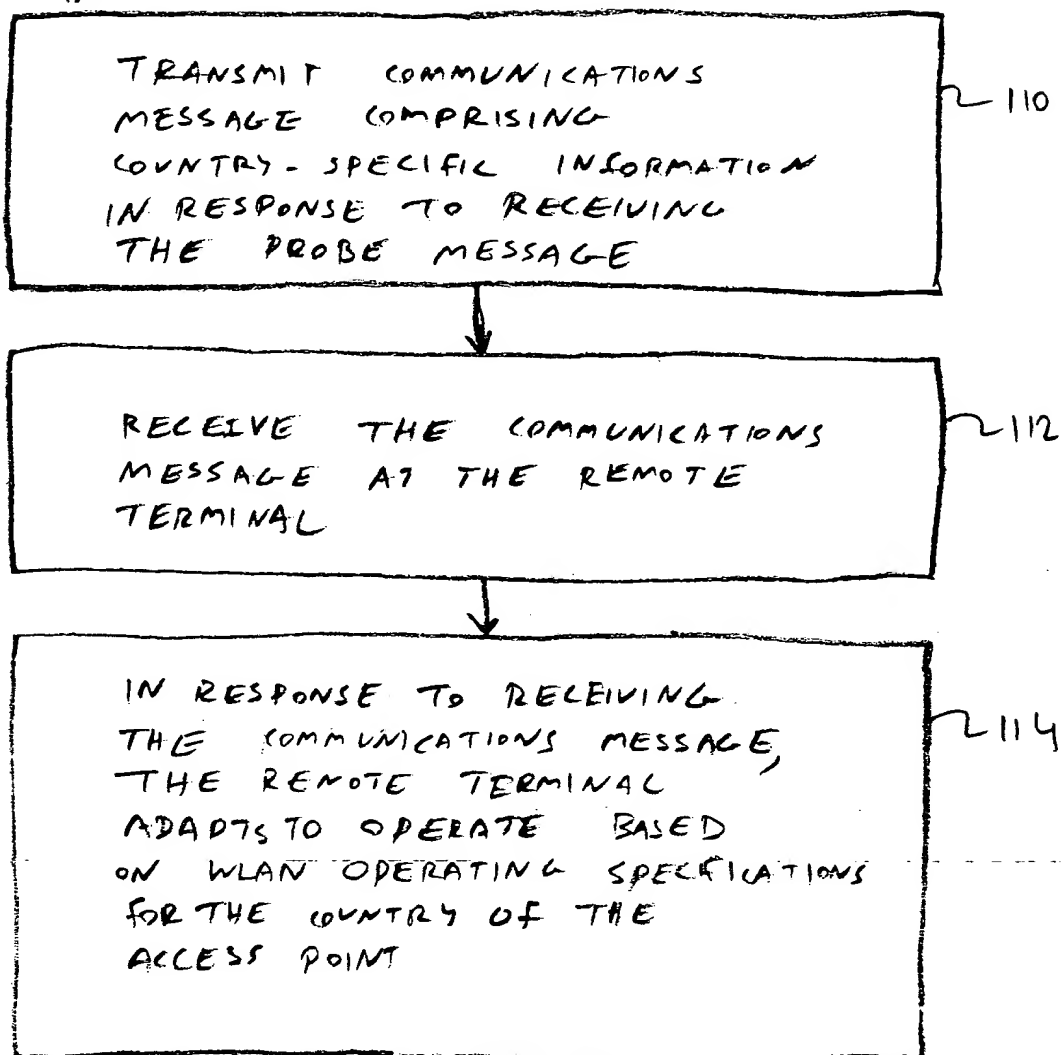 TRANSMIT COMMUNICATIONS
MESSAGE COMPRISING
COUNTRY-SPECIFIC INFORMATION
IN RESPONSE TO RECEIVING
THE PROBE MESSAGE
110
RECEIVE THE COMMUNICATIONS
MESSAGE AT THE REMOTE
TERMINAL
112
IN RESPONSE TO RECEIVING
THE COMMUNICATIONS MESSAGE,
THE REMOTE TERMINAL
ADAPTS TO OPERATE BASED
ON WLAN OPERATING SPECIFICATIONS
FOR THE COUNTRY OF THE
ACCESS POINT
114